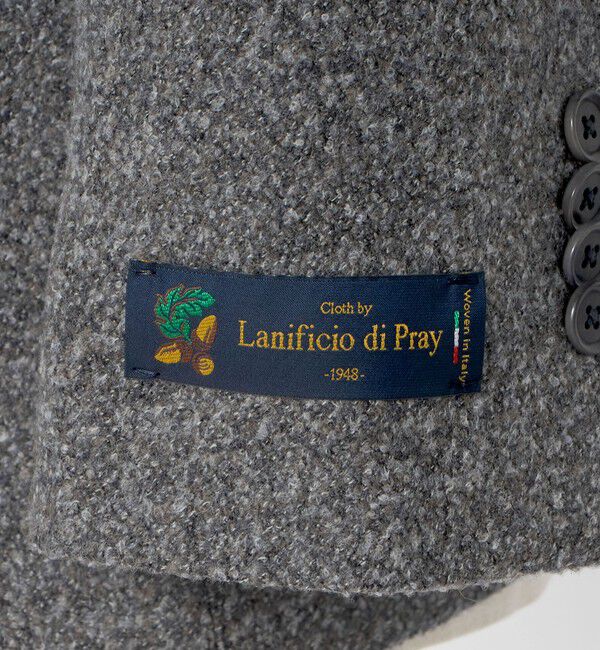 Cloth by
Lanificio di Pray
-1948-
Woven in Italy